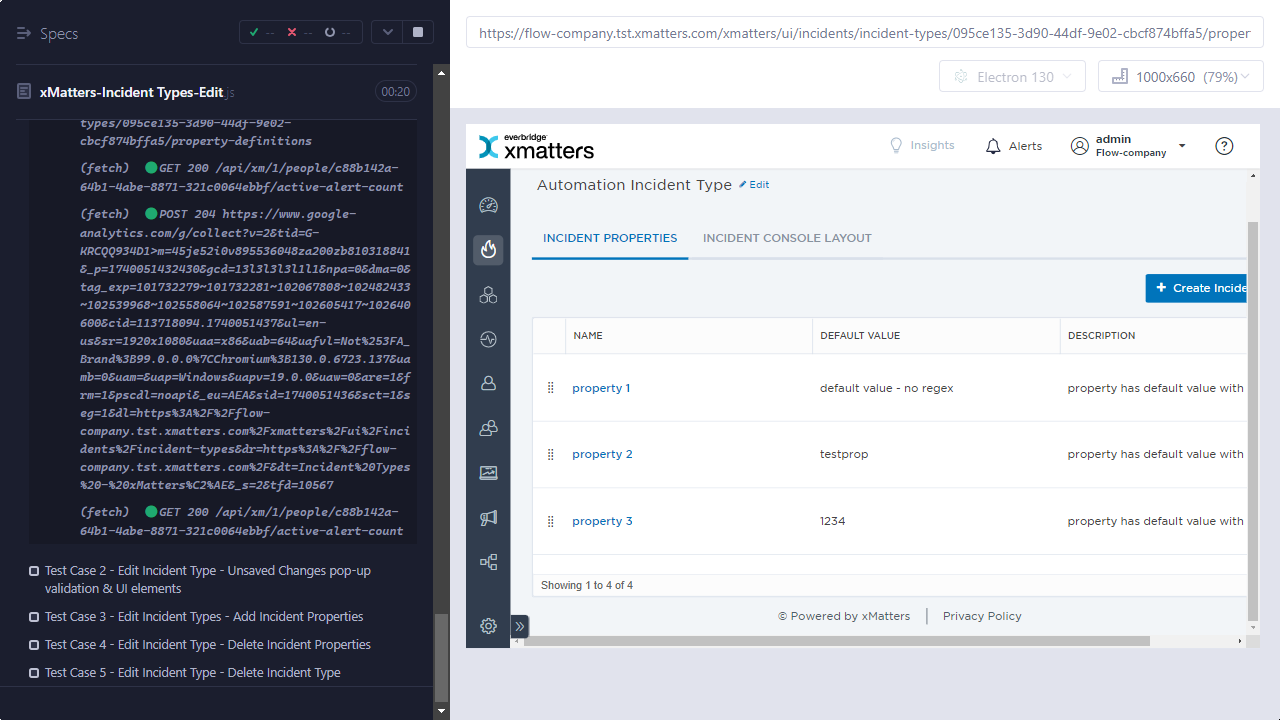 Specs
--
--
--
xMatters-Incident Types-Edit.js
00:20
types/095ce135-3d90-44df-9e02-
cbcf874bffa5/property-definitions
(fetch) GET 200 /api/xm/1/people/c88b142a-
64b1-4abe-8871-321c0064ebbf/active-alert-count
(fetch) POST 204 https://www.google-
analytics.com/g/collect?v=2&tid=G-
KRCQQ934D1>m=45je52i0v895536048za200zb810318841
&_p=1740051432430&gcd=13l3l3l3l1l1&npa=0&dma=0&
tag_exp=101732279~101732281~102067808~102482433
~102539968~102558064~102587591~102605417~102640
600&cid=113718094.1740051437&ul=en-
us&sr=1920x1080&uaa=x86&uab=64&uafvl=Not%253FA_
Brand%3B99.0.0.0%7CChromium%3B130.0.6723.137&ua
mb=0&uam=&uap=Windows&uapv=19.0.0&uaw=0&are=1&f
rm=1&pscdl=noapi&_eu=AEA&sid=1740051436&sct=1&s
eg=1&dl=https%3A%2F%2Fflow-
company.tst.xmatters.com%2Fxmatters%2Fui%2Finci
dents%2Fincident-types&dr=https%3A%2F%2Fflow-
company.tst.xmatters.com%2F&dt=Incident%20Types
%20-%20xMatters%C2%AE&_s=2&tfd=10567
(fetch) GET 200 /api/xm/1/people/c88b142a-
64b1-4abe-8871-321c0064ebbf/active-alert-count
Test Case 2 - Edit Incident Type - Unsaved Changes pop-up
validation & UI elements
Test Case 3 - Edit Incident Types - Add Incident Properties
Test Case 4 - Edit Incident Type - Delete Incident Properties
Test Case 5 - Edit Incident Type - Delete Incident Type
https://flow-company.tst.xmatters.com/xmatters/ui/incidents/incident-types/095ce135-3d90-44df-9e02-cbcf874bffa5/proper
Electron 130
1000x660 (79%)
everbridge
xmatters
Insights
Alerts
admin
Flow-company
Automation Incident Type Edit
INCIDENT PROPERTIES
INCIDENT CONSOLE LAYOUT
+ Create Incide
NAME
DEFAULT VALUE
DESCRIPTION
property 1
default value - no regex
property has default value with
property 2
testprop
property has default value with
property 3
1234
property has default value with
Showing 1 to 4 of 4
© Powered by xMatters | Privacy Policy